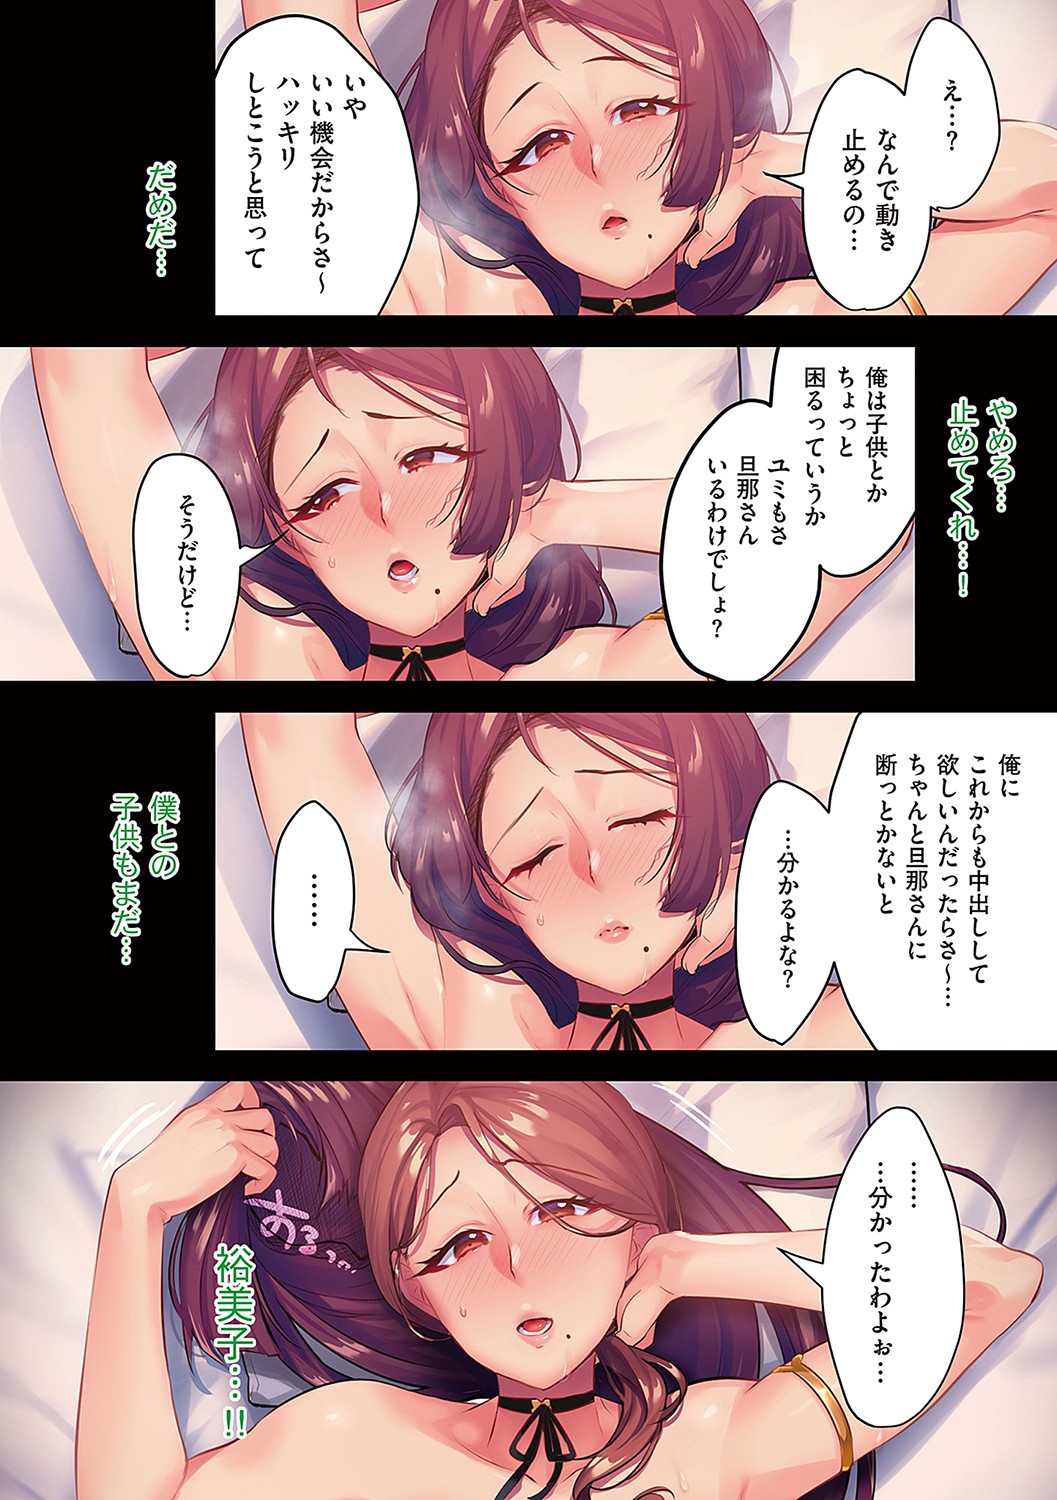 え…？
なんで動き
止めるの…
いや
いい機会だからさ～
ハッキリ
しとこうと思って
だめだ…
やめろ…
止めてくれ…！
俺は子供とか
ちょっと
困るっていうか
ユミもさ
旦那さん
いるわけでしょ？
そうだけど…
俺に
これからも中出しして
欲しいんだったらさ～…
ちゃんと旦那さんに
断っとかないと
…分かるよな？
……
僕との
子供もまだ…
……
…分かったわよぉ…
ぬる…
裕美子…!!